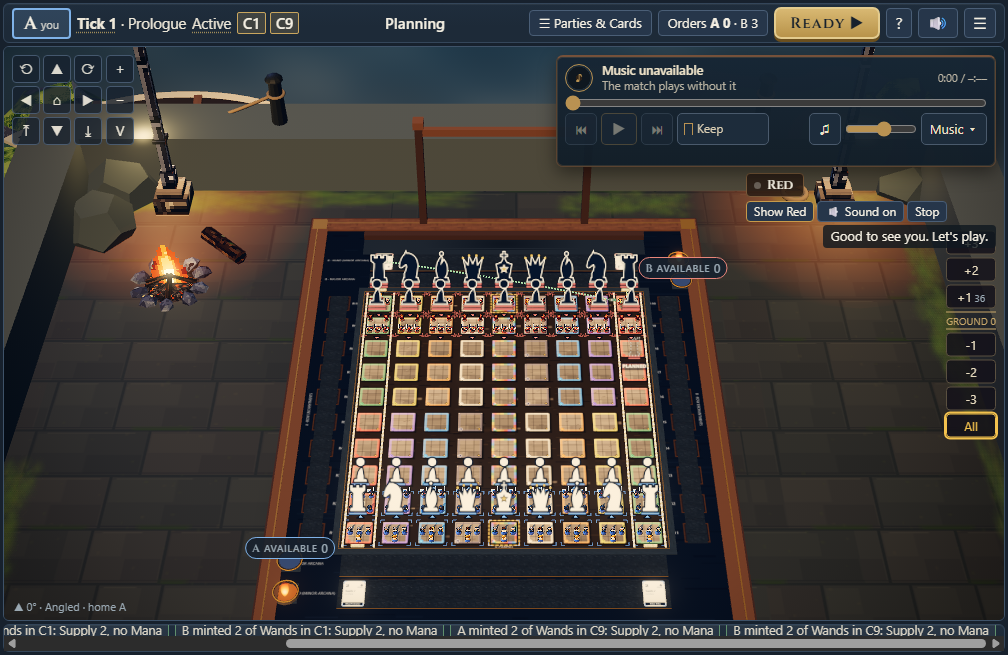 A you
Tick 1 · Prologue Active C1 C9
Planning
☰ Parties & Cards
Orders A 0 · B 3
READY ▶
?
V
Music unavailable
The match plays without it
0:00 / --:--
Keep
Music
RED
Show Red
Sound on
Stop
Good to see you. Let's play.
B AVAILABLE 0
+2
+1 36
GROUND 0
-1
-2
-3
All
PLANNED
A AVAILABLE 0
▲ 0° · Angled · home A
nds in C1: Supply 2, no Mana | | B minted 2 of Wands in C1: Supply 2, no Mana | | A minted 2 of Wands in C9: Supply 2, no Mana | | B minted 2 of Wands in C9: Supply 2, no Mana